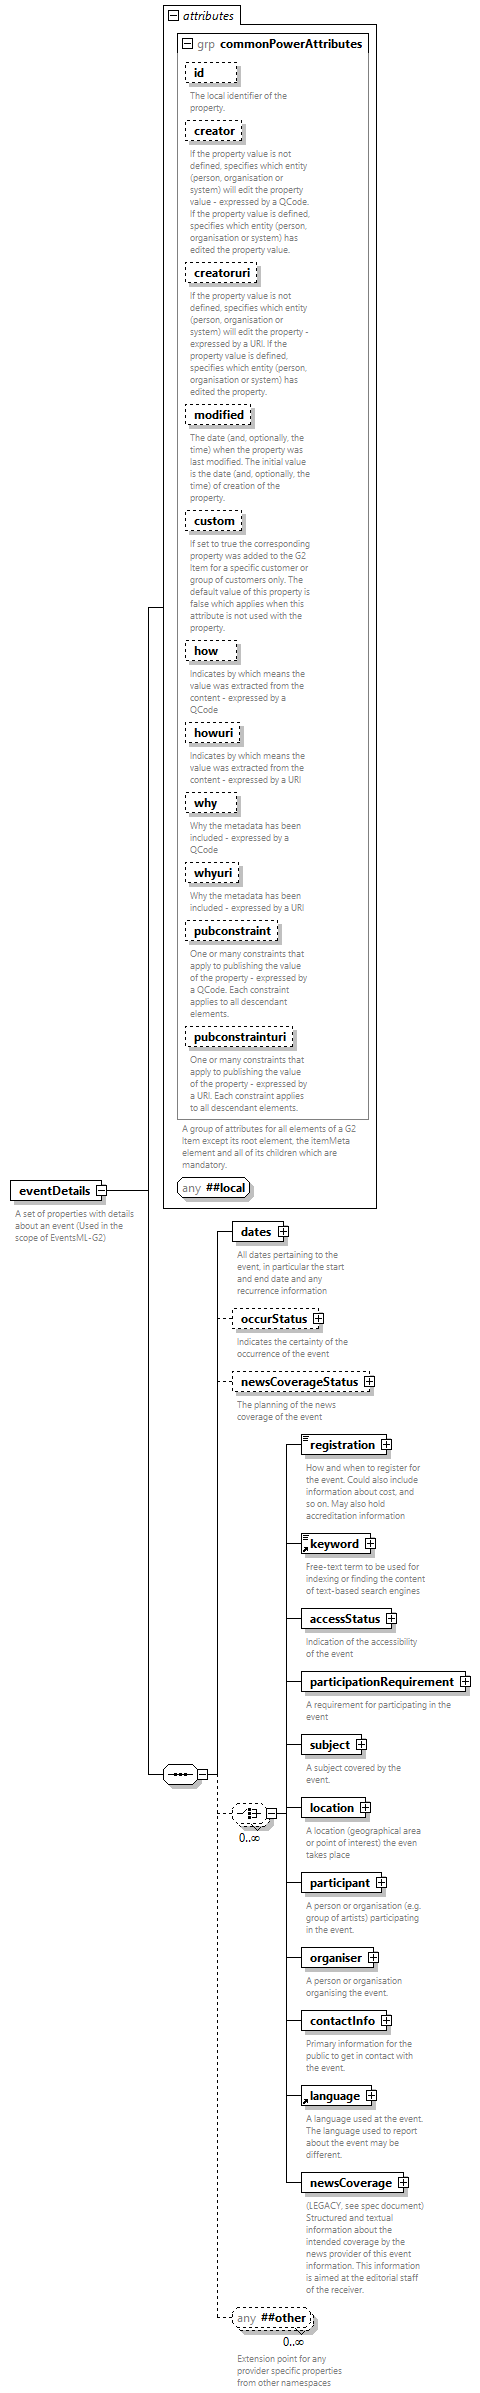 attributes
grp commonPowerAttributes
id
The local identifier of the
property.
creator
If the property value is not
defined, specifies which entity
(person, organisation or
system) will edit the property
value - expressed by a QCode.
If the property value is defined,
specifies which entity (person,
organisation or system) has
edited the property value.
creatoruri
If the property value is not
defined, specifies which entity
(person, organisation or
system) will edit the property -
expressed by a URI. If the
property value is defined,
specifies which entity (person,
organisation or system) has
edited the property.
modified
The date (and, optionally, the
time) when the property was
last modified. The initial value
is the date (and, optionally, the
time) of creation of the
property.
custom
If set to true the corresponding
property was added to the G2
Item for a specific customer or
group of customers only. The
default value of this property is
false which applies when this
attribute is not used with the
property.
how
Indicates by which means the
value was extracted from the
content - expressed by a
QCode
howuri
Indicates by which means the
value was extracted from the
content - expressed by a URI
why
Why the metadata has been
included - expressed by a
QCode
whyuri
Why the metadata has been
included - expressed by a URI
pubconstraint
One or many constraints that
apply to publishing the value
of the property - expressed by
a QCode. Each constraint
applies to all descendant
elements.
pubconstrainturi
One or many constraints that
apply to publishing the value
of the property - expressed by
a URI. Each constraint applies
to all descendant elements.
A group of attributes for all elements of a G2
Item except its root element, the itemMeta
element and all of its children which are
mandatory.
any ##local
eventDetails
A set of properties with details
about an event (Used in the
scope of EventsML-G2)
dates
All dates pertaining to the
event, in particular the start
and end date and any
recurrence information
occurStatus
Indicates the certainty of the
occurrence of the event
newsCoverageStatus
The planning of the news
coverage of the event
registration
How and when to register for
the event. Could also include
information about cost, and
so on. May also hold
accreditation information
keyword
Free-text term to be used for
indexing or finding the content
of text-based search engines
accessStatus
Indication of the accessibility
of the event
participationRequirement
A requirement for participating in the
event
subject
A subject covered by the
event.
location
A location (geographical area
or point of interest) the even
takes place
0..∞
participant
A person or organisation (e.g.
group of artists) participating
in the event.
organiser
A person or organisation
organising the event.
contactInfo
Primary information for the
public to get in contact with
the event.
language
A language used at the event.
The language used to report
about the event may be
different.
newsCoverage
(LEGACY, see spec document)
Structured and textual
information about the
intended coverage by the
news provider of this event
information. This information
is aimed at the editorial staff
of the receiver.
any ##other
0..∞
Extension point for any
provider specific properties
from other namespaces